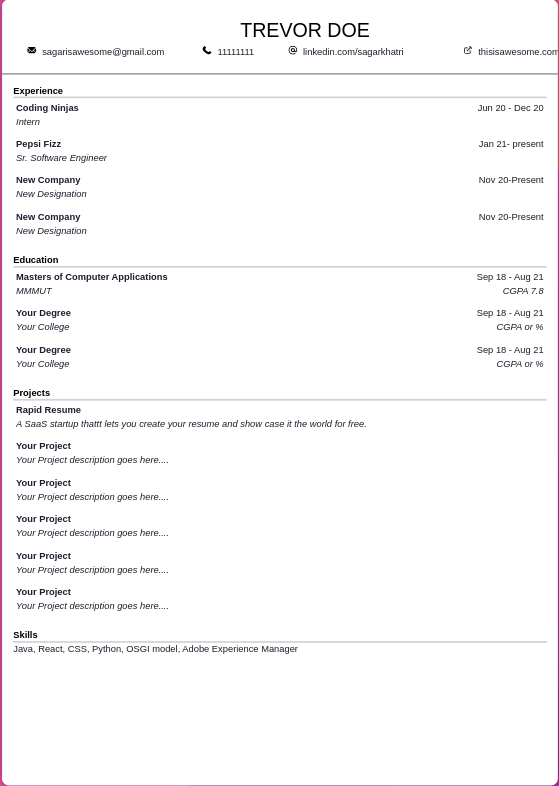 TREVOR DOE
sagarisawesome@gmail.com 11111111 linkedin.com/sagarkhatri thisisawesome.com
Experience
Coding Ninjas Jun 20 - Dec 20
Intern
Pepsi Fizz Jan 21- present
Sr. Software Engineer
New Company Nov 20-Present
New Designation
New Company Nov 20-Present
New Designation
Education
Masters of Computer Applications Sep 18 - Aug 21
MMMUT CGPA 7.8
Your Degree Sep 18 - Aug 21
Your College CGPA or %
Your Degree Sep 18 - Aug 21
Your College CGPA or %
Projects
Rapid Resume
A SaaS startup thattt lets you create your resume and show case it the world for free.
Your Project
Your Project description goes here....
Your Project
Your Project description goes here....
Your Project
Your Project description goes here....
Your Project
Your Project description goes here....
Your Project
Your Project description goes here....
Skills
Java, React, CSS, Python, OSGI model, Adobe Experience Manager